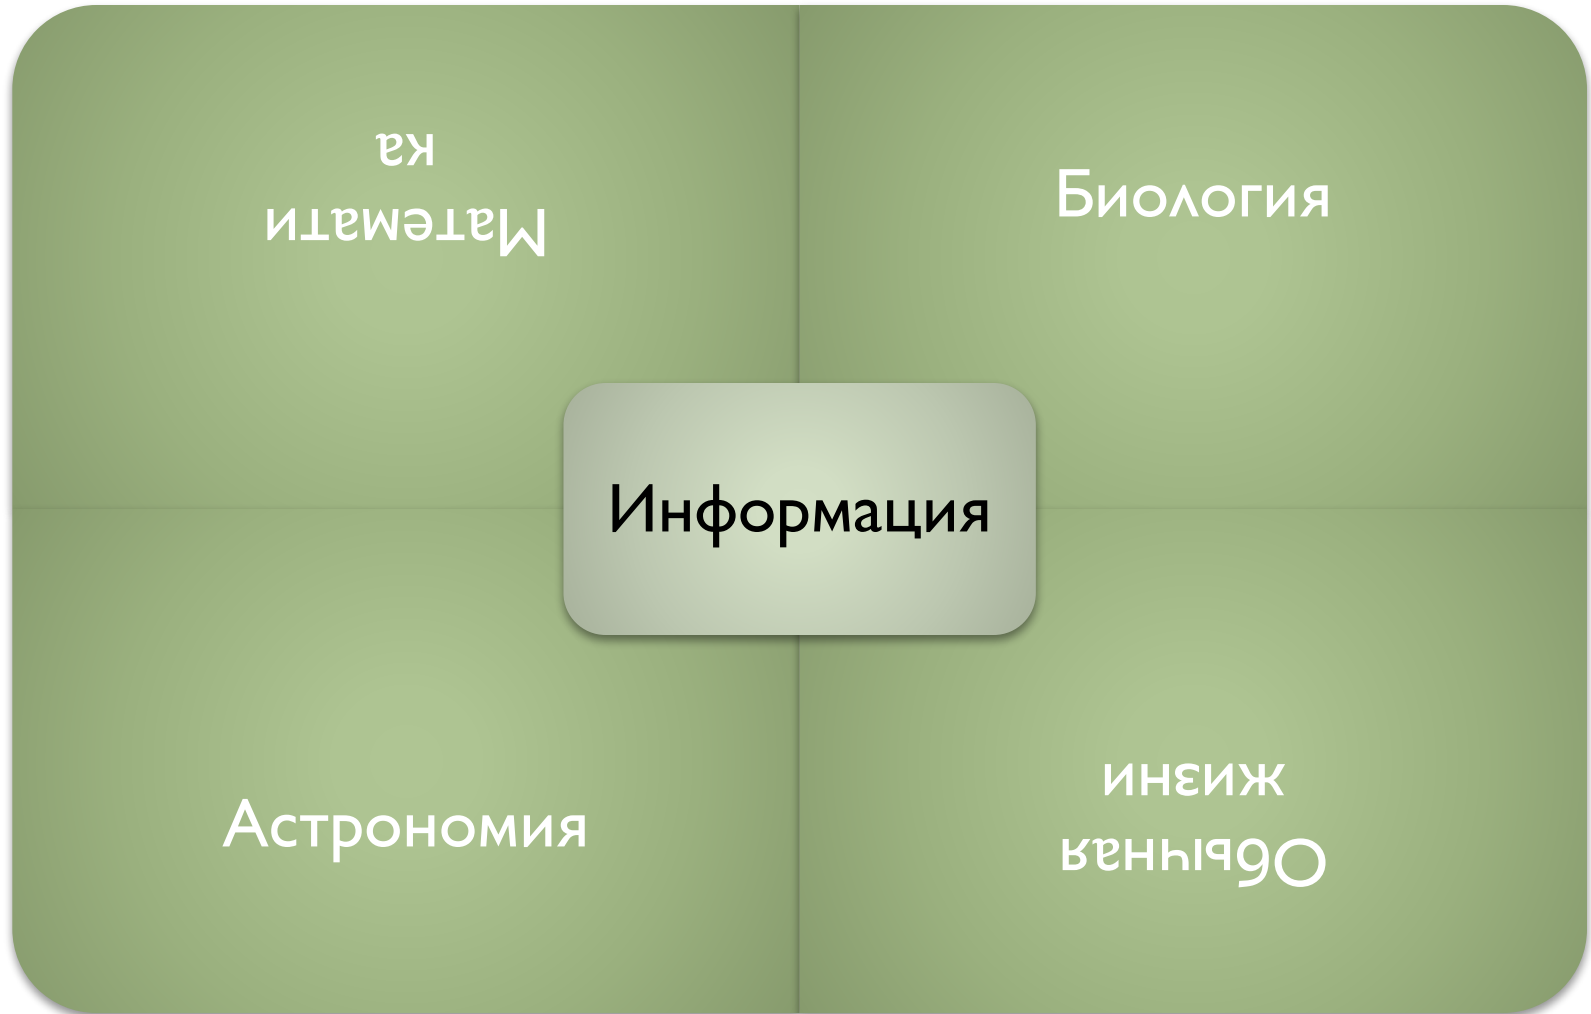 Математи
ка
Биология
Информация
Астрономия
Обычная
жизни